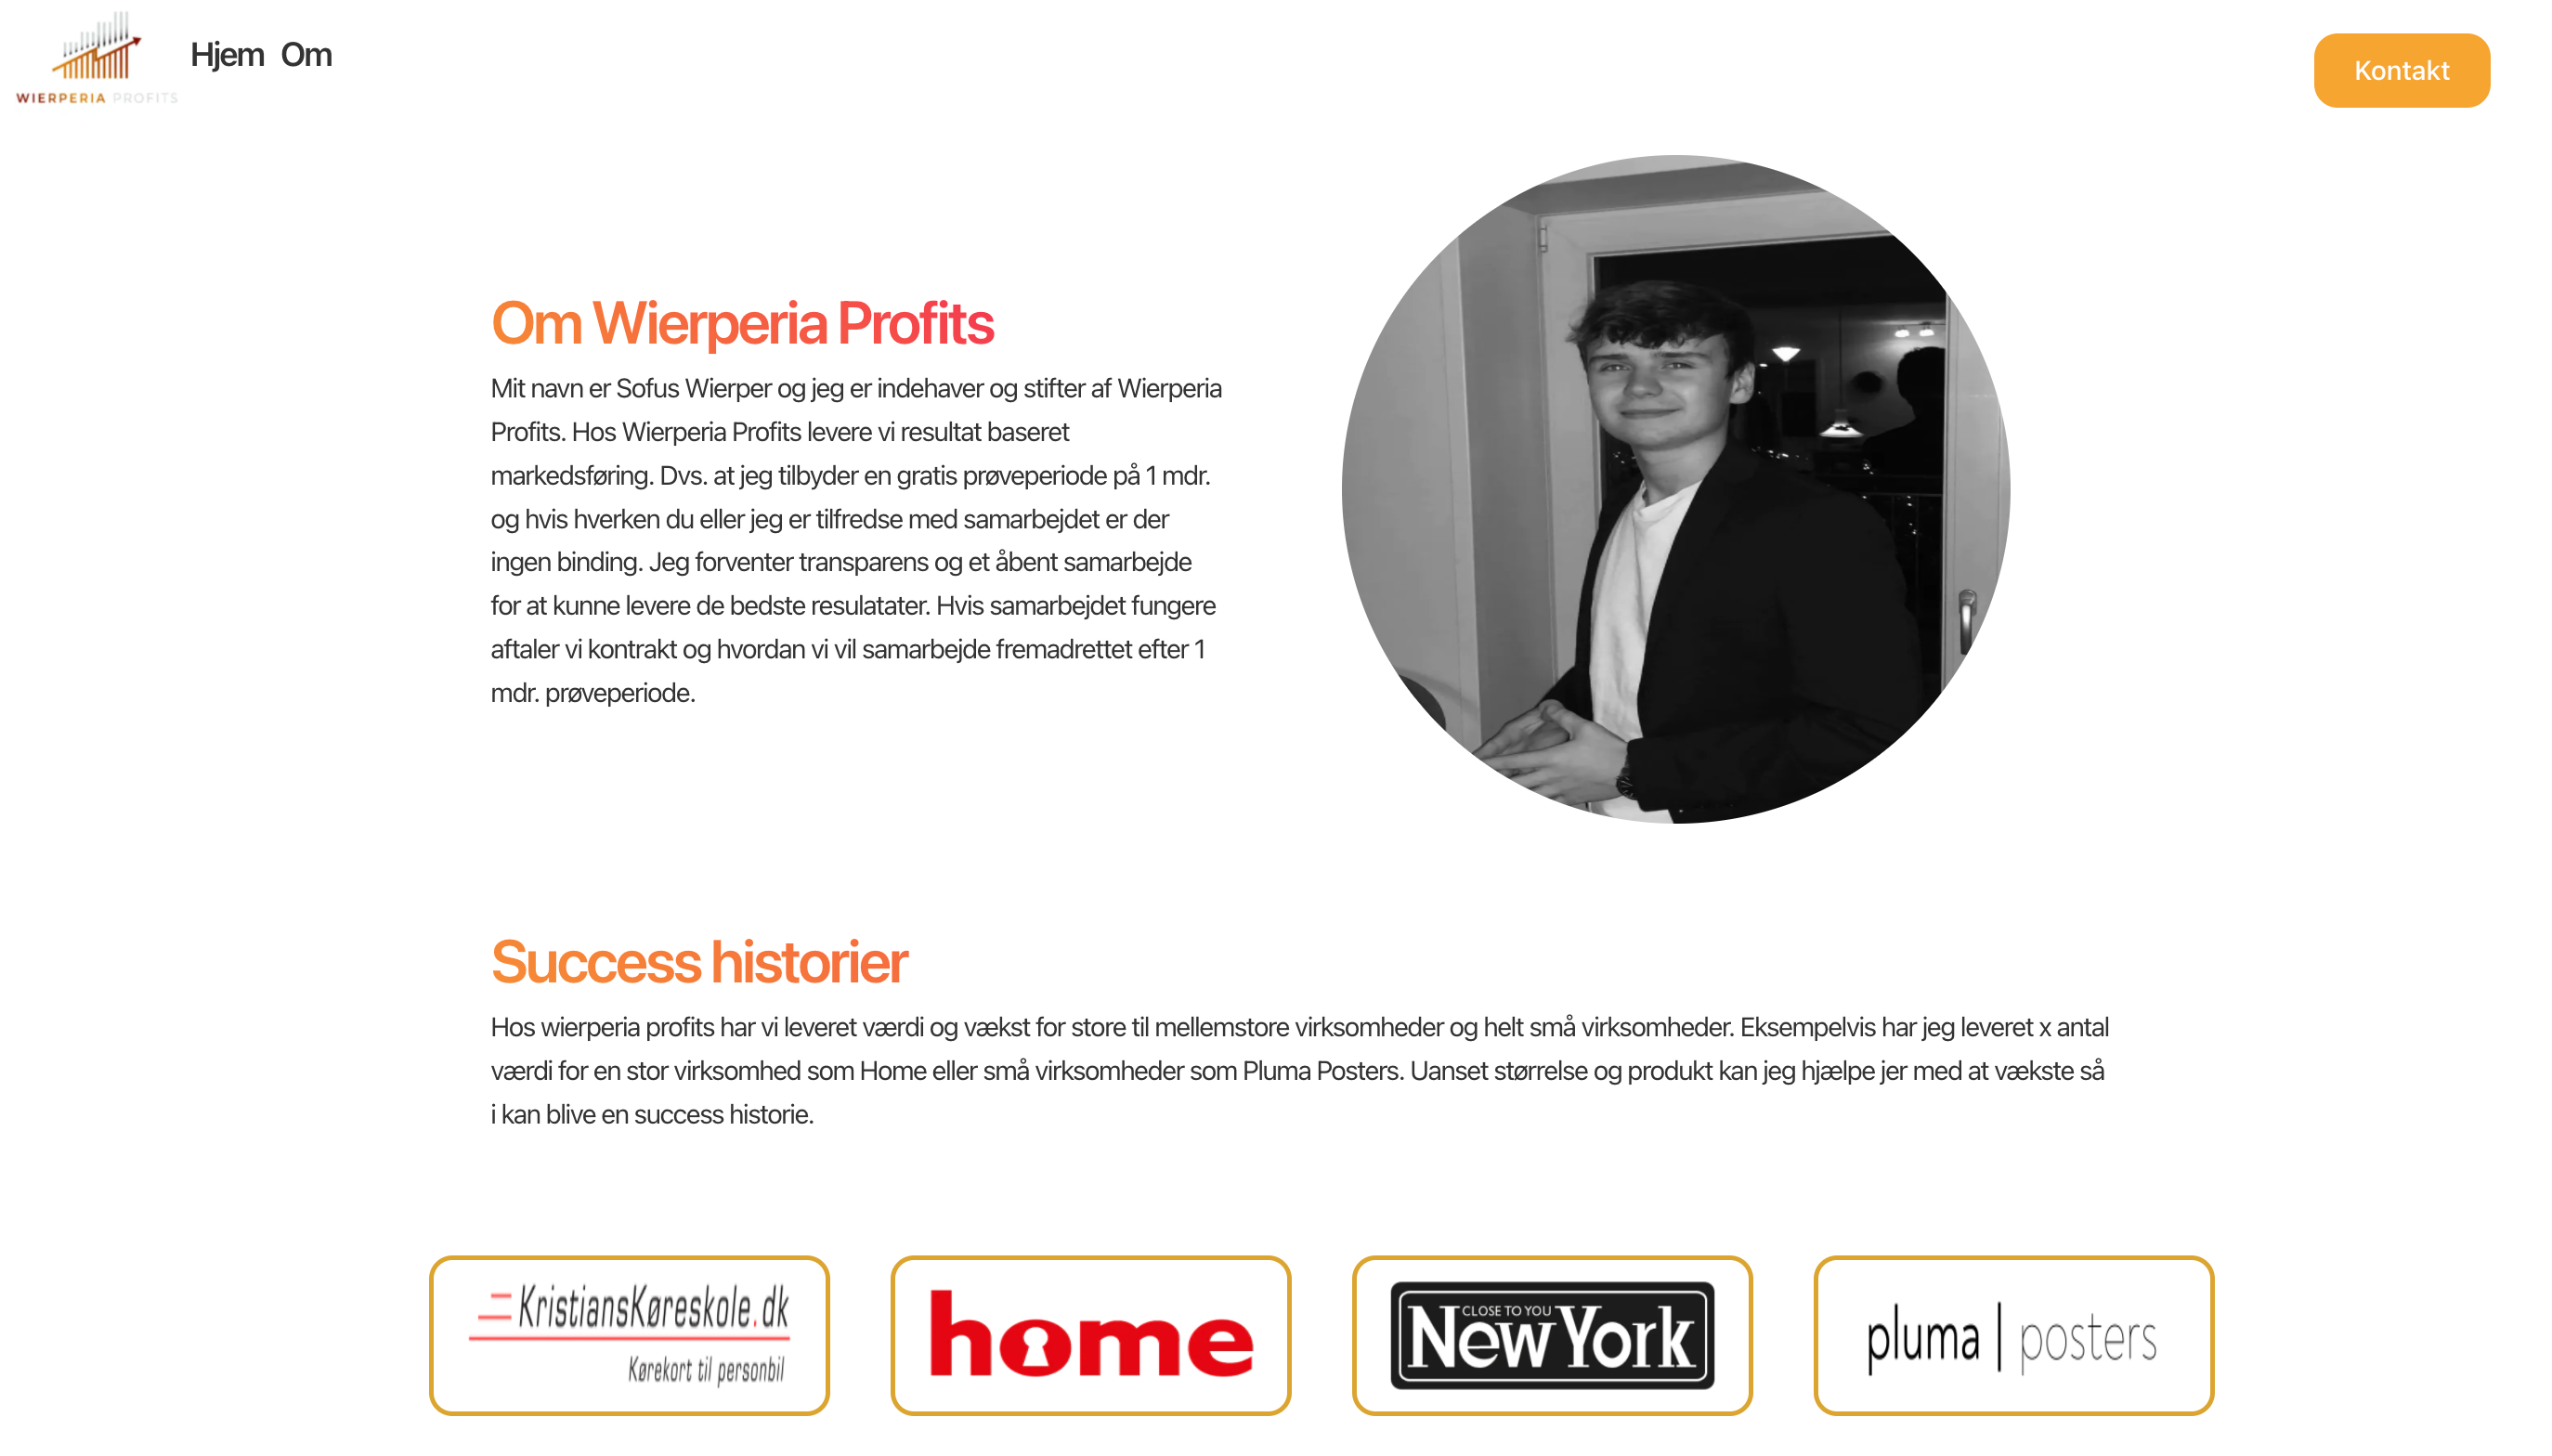 WIERPERIA PROFITS
Hjem Om
Kontakt
Om Wierperia Profits
Mit navn er Sofus Wierper og jeg er indehaver og stifter af Wierperia
Profits. Hos Wierperia Profits levere vi resultat baseret
markedsføring. Dvs. at jeg tilbyder en gratis prøveperiode på 1 mdr.
og hvis hverken du eller jeg er tilfredse med samarbejdet er der
ingen binding. Jeg forventer transparens og et åbent samarbejde
for at kunne levere de bedste resulatater. Hvis samarbejdet fungere
aftaler vi kontrakt og hvordan vi vil samarbejde fremadrettet efter 1
mdr. prøveperiode.
Success historier
Hos wierperia profits har vi leveret værdi og vækst for store til mellemstore virksomheder og helt små virksomheder. Eksempelvis har jeg leveret x antal
værdi for en stor virksomhed som Home eller små virksomheder som Pluma Posters. Uanset størrelse og produkt kan jeg hjælpe jer med at vækste så
i kan blive en success historie.
KristiansKøreskole.dk
Kørekort til personbil
home
CLOSE TO YOU
New York
pluma | posters